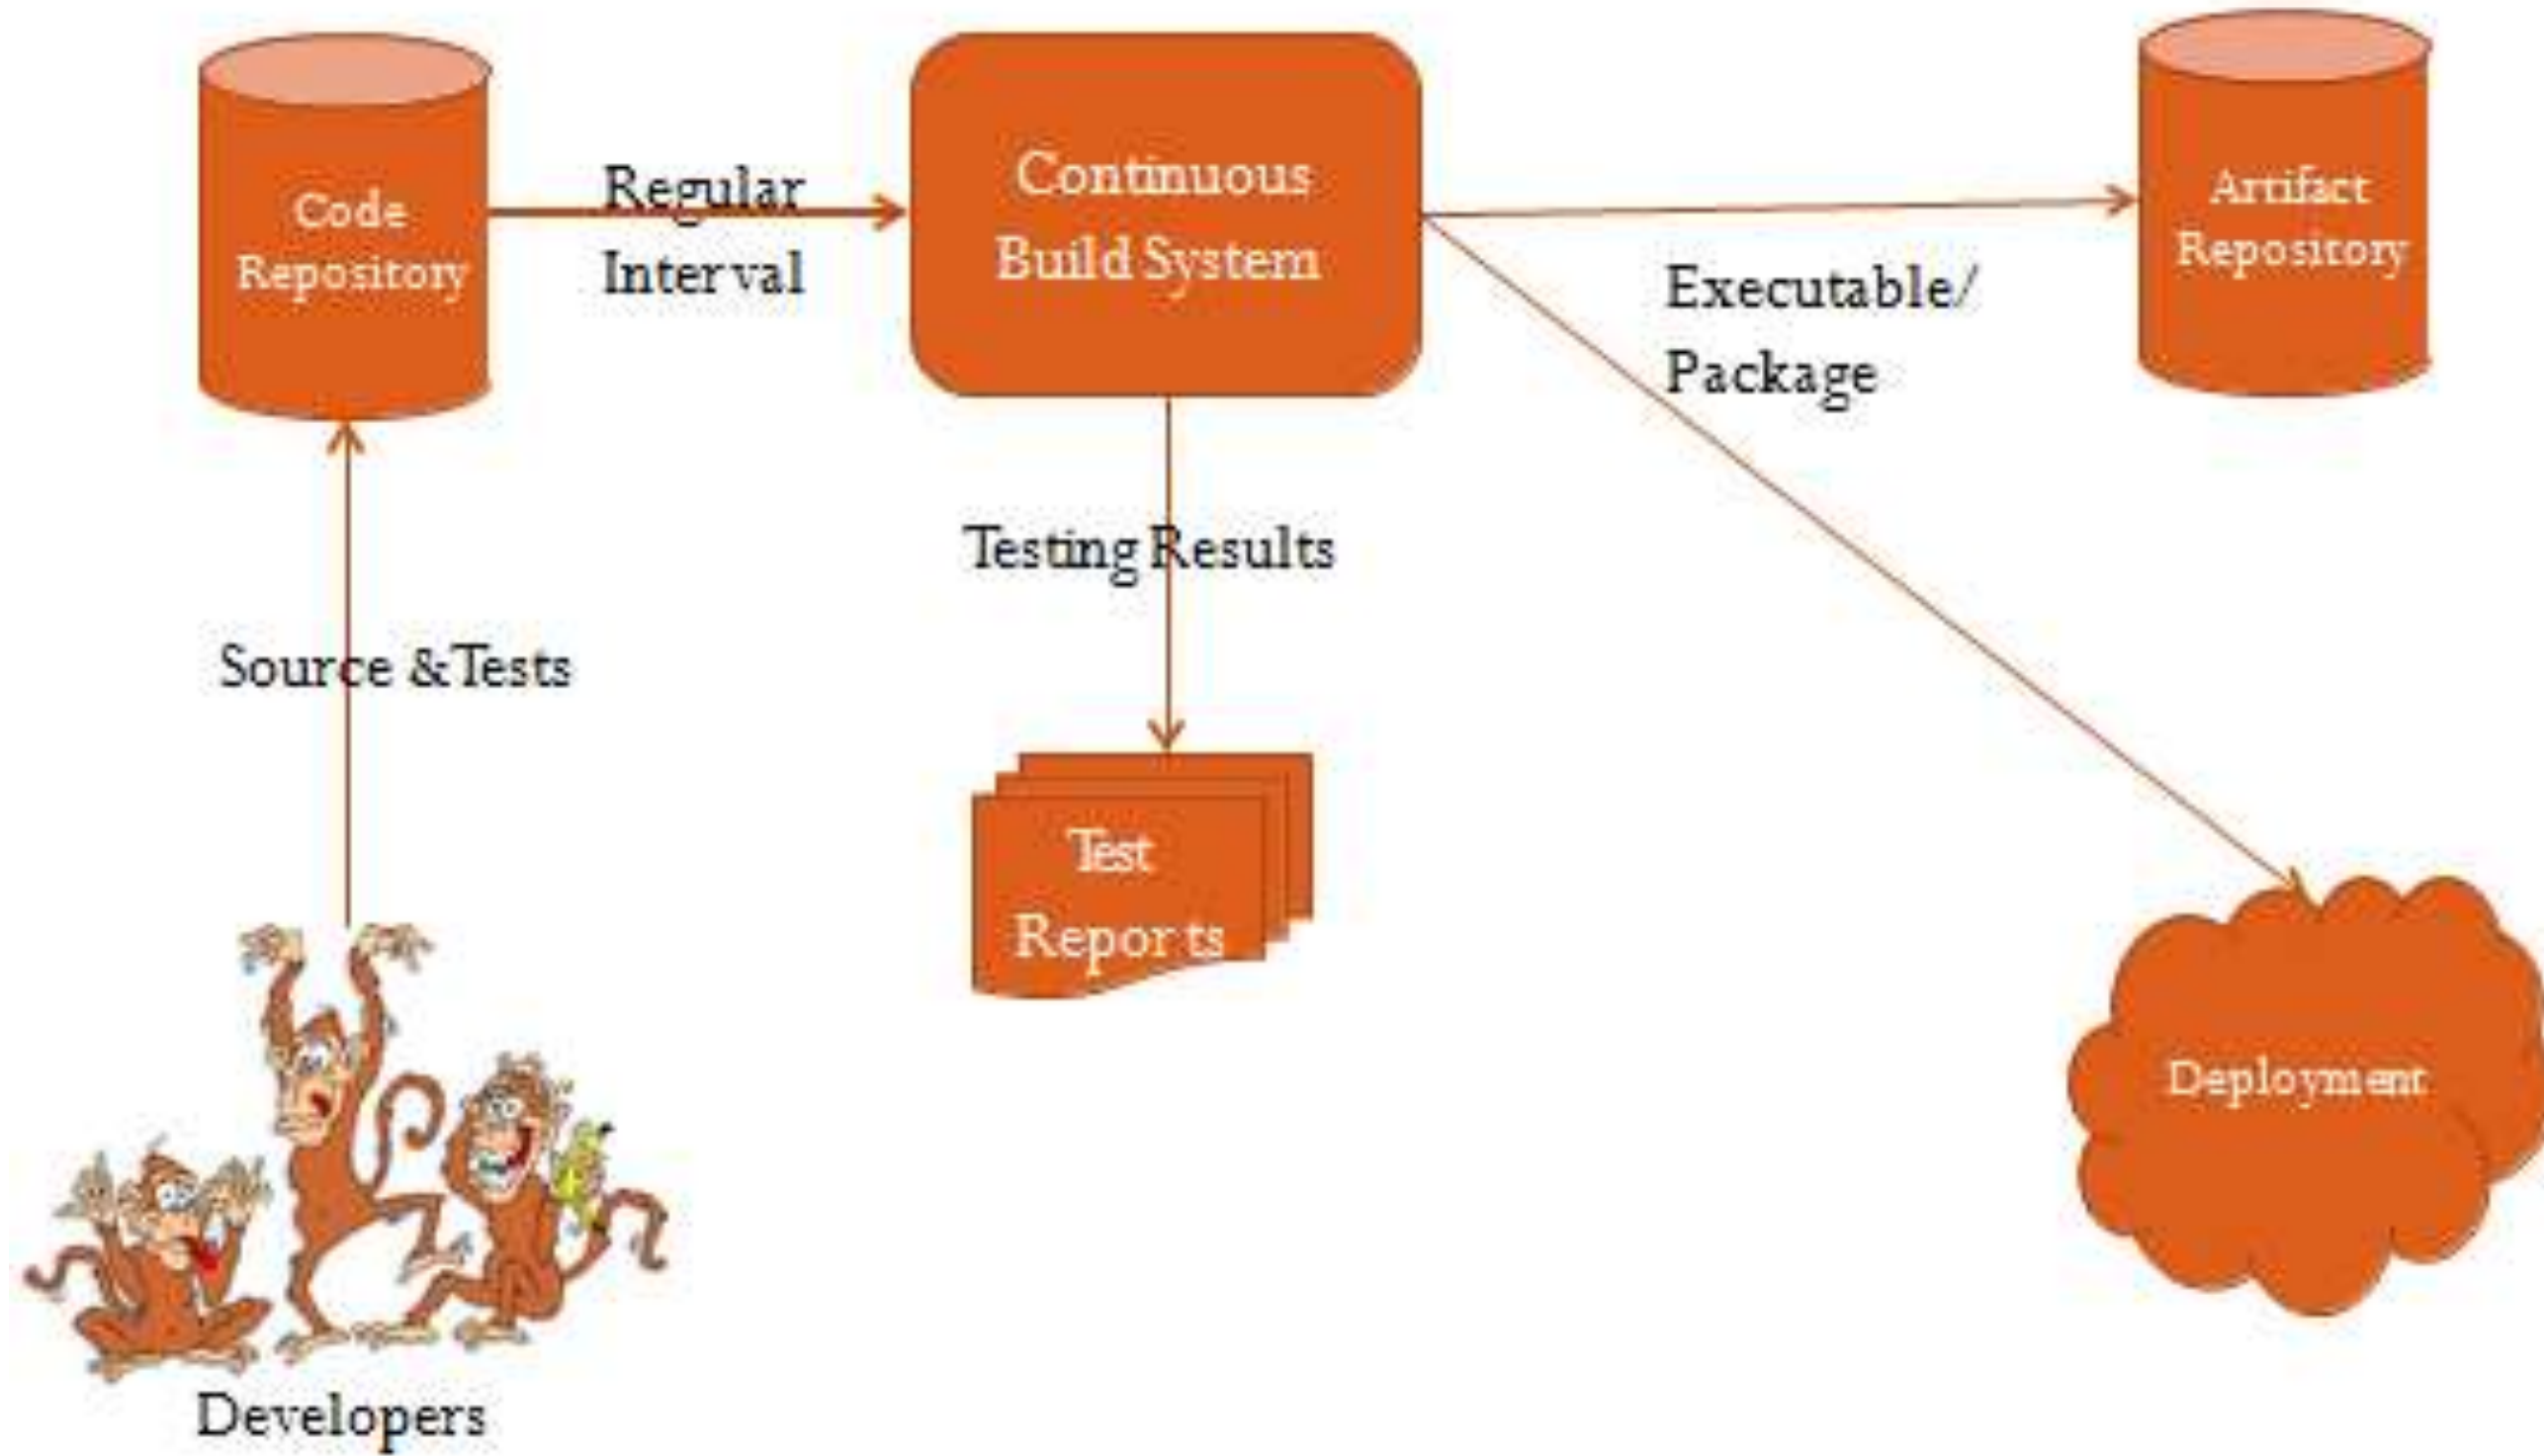 Code
Repository
Regular
Interval
Continuous
Build System
Executable/
Package
Artifact
Repository
Source & Tests
Testing Results
Test
Reports
Deployment
Developers